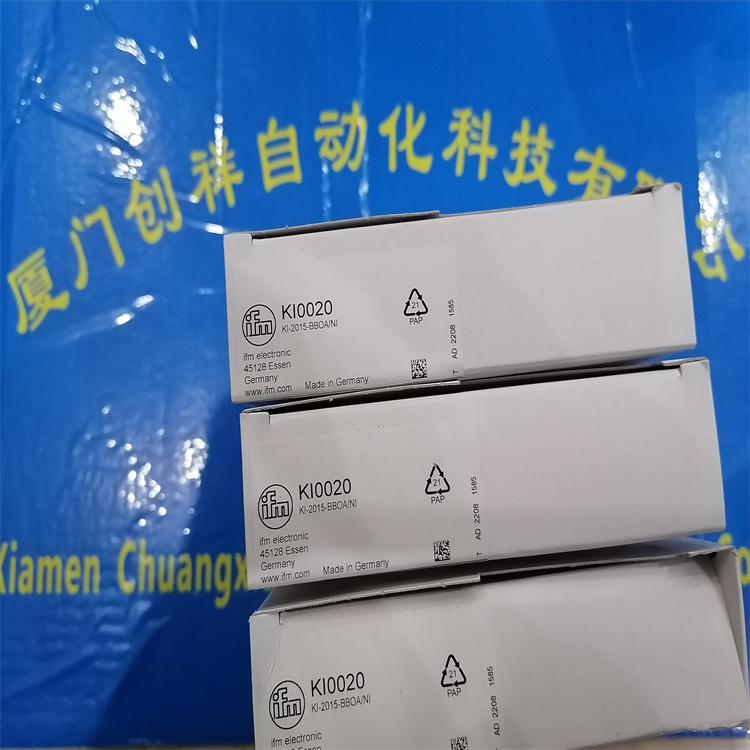 厦门创祥自动化科技有
Xiamen Chuangx
ifm
KI0020
KI-2015-BBOA/NI
ifm electronic
45128 Essen
Germany
www.ifm.com Made in Germany
21
PAP
T AD 2208 1585
ifm
KI0020
KI-2015-BBOA/NI
ifm electronic
45128 Essen
Germany
www.ifm.com Made in Germany
21
PAP
T AD 2208 1585
ifm
KI0020
KI-2015-BBOA/NI
ifm electronic
Essen
21
PAP
AD 2208 1585